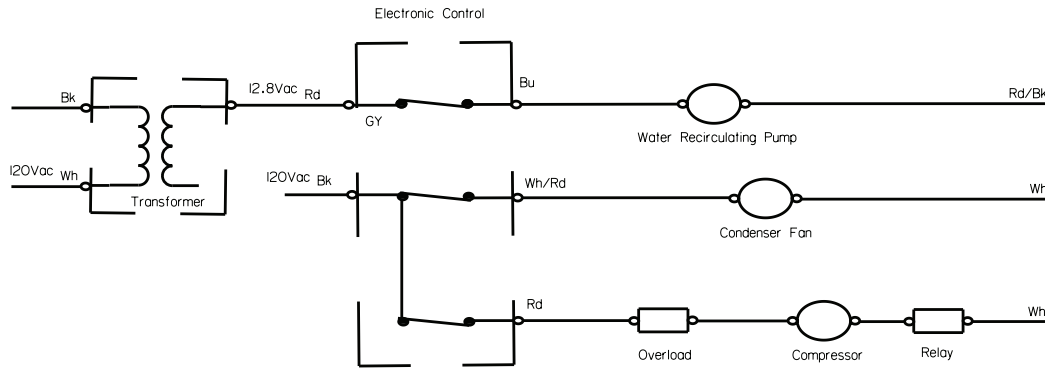 Electronic Control
Bk
12.8Vac Rd
Bu
Rd/Bk
GY
Water Recirculating Pump
120Vac Wh
Transformer
120Vac Bk
Wh/Rd
Wh
Condenser Fan
Rd
Wh
Overload
Compressor
Relay